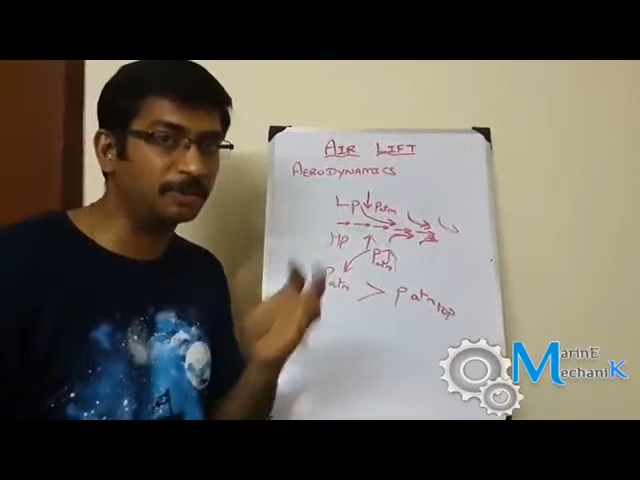 AIR LIFT
AERODYNAMICS
LP Patm
HP
Patm
Patm > Patm top
MarinE
MechaniK